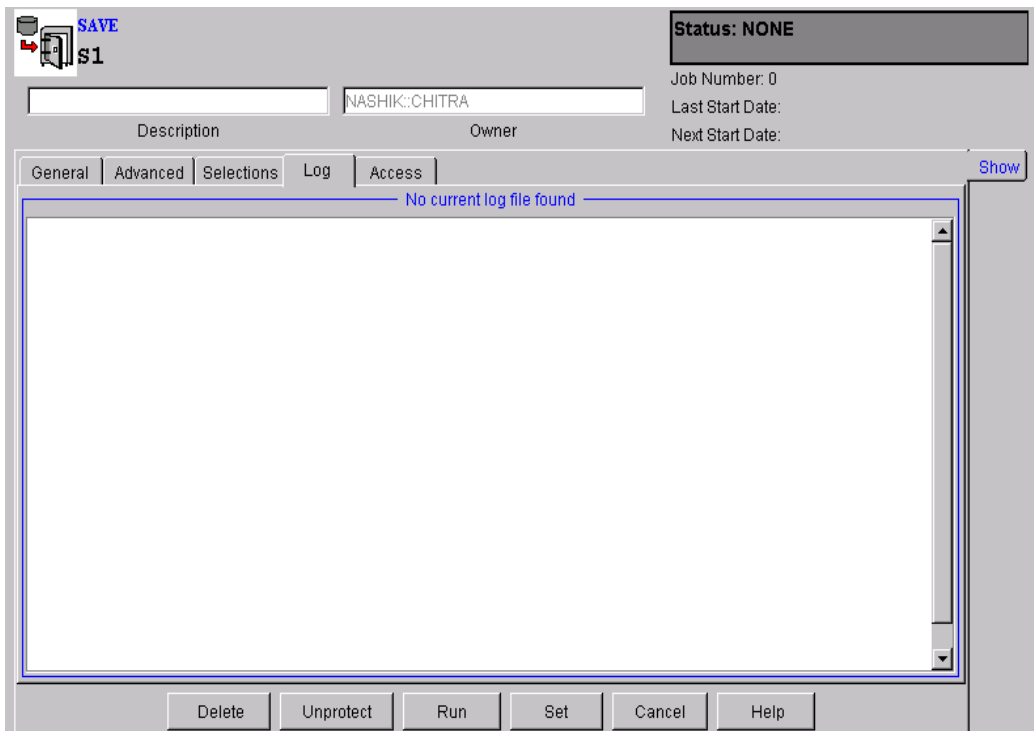 SAVE
S1
Status: NONE
Job Number: 0
Last Start Date:
Next Start Date:
NASHIK::CHITRA
Description Owner
General Advanced Selections Log Access
Show
No current log file found
Delete Unprotect Run Set Cancel Help